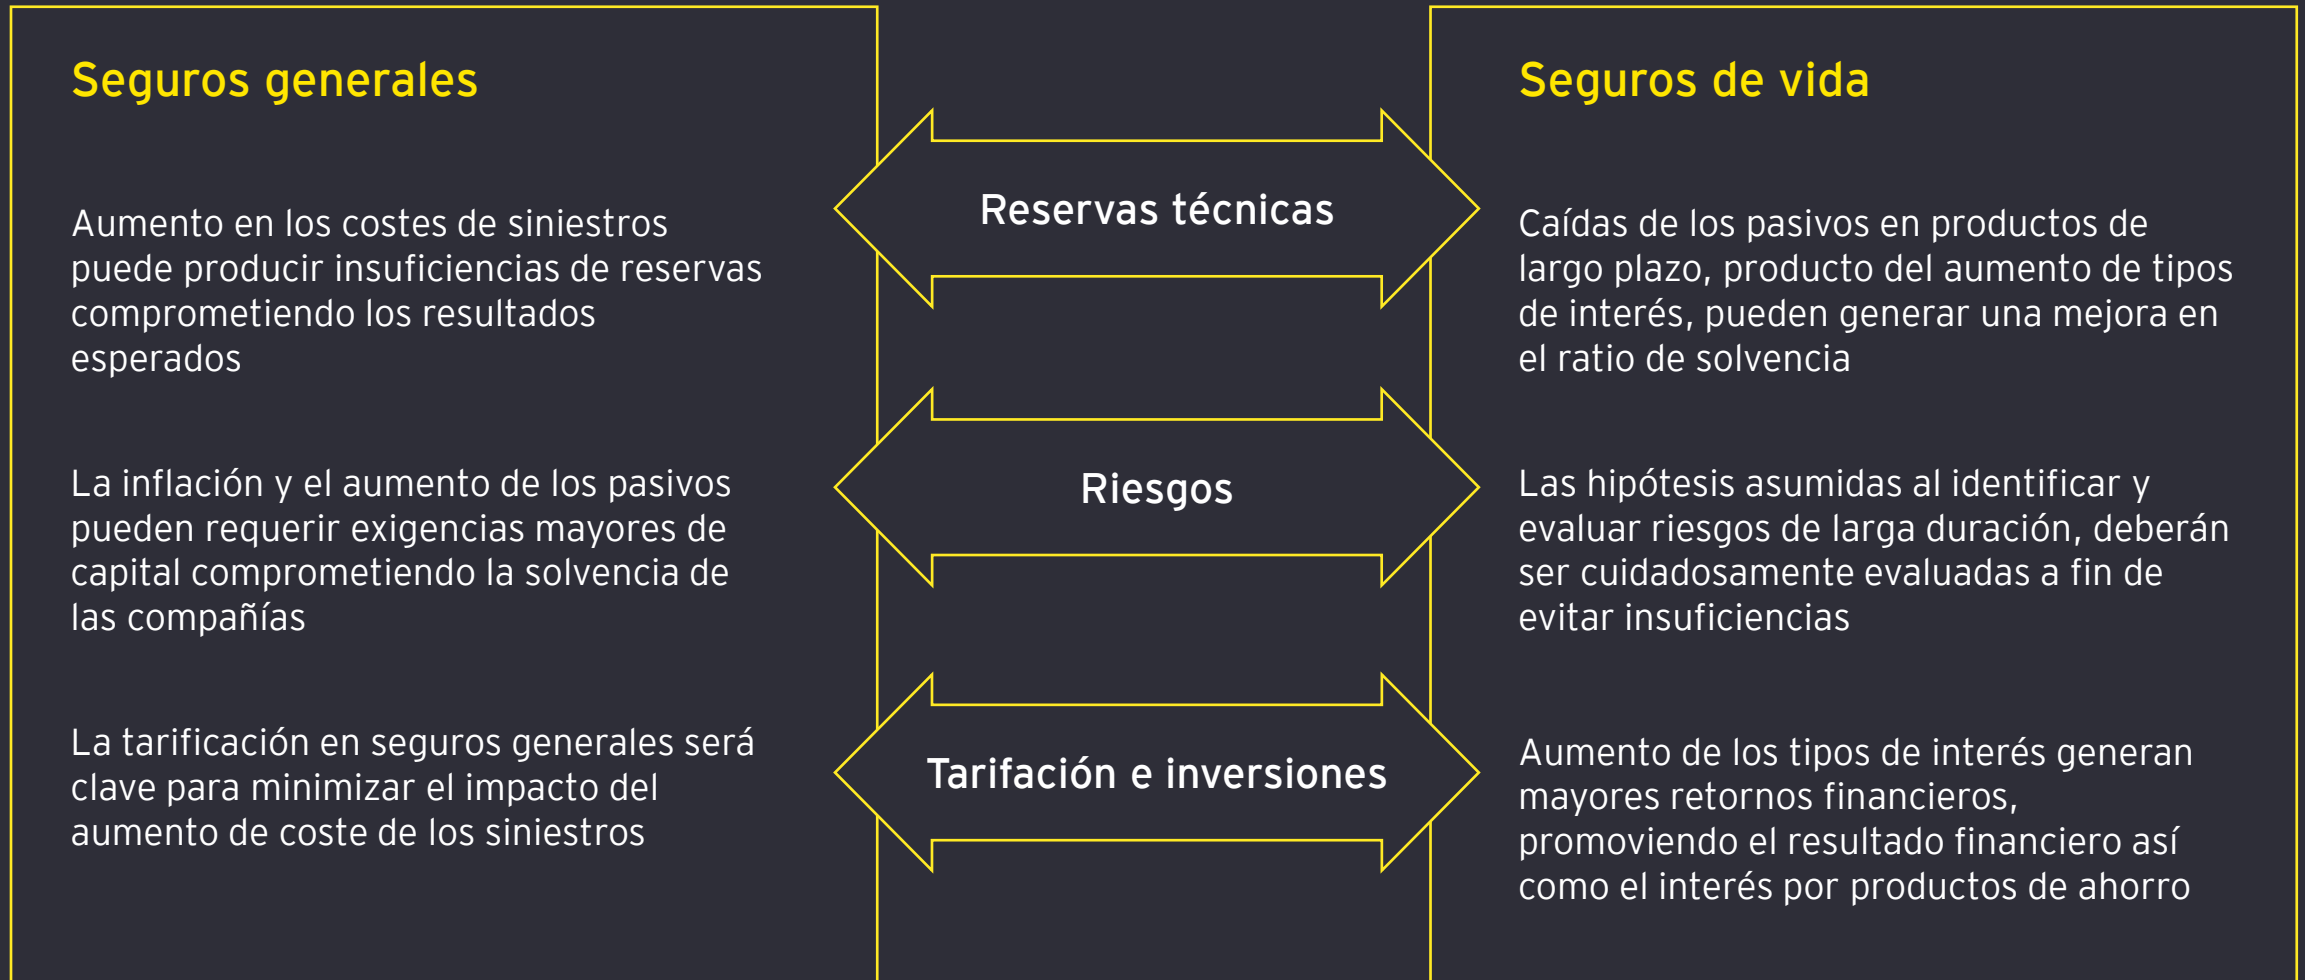 Seguros generales
Aumento en los costes de siniestros
puede producir insuficiencias de reservas
comprometiendo los resultados
esperados
La inflación y el aumento de los pasivos
pueden requerir exigencias mayores de
capital comprometiendo la solvencia de
las compañías
La tarificación en seguros generales será
clave para minimizar el impacto del
aumento de coste de los siniestros
Reservas técnicas
Riesgos
Tarifación e inversiones
Seguros de vida
Caídas de los pasivos en productos de
largo plazo, producto del aumento de tipos
de interés, pueden generar una mejora en
el ratio de solvencia
Las hipótesis asumidas al identificar y
evaluar riesgos de larga duración, deberán
ser cuidadosamente evaluadas a fin de
evitar insuficiencias
Aumento de los tipos de interés generan
mayores retornos financieros,
promoviendo el resultado financiero así
como el interés por productos de ahorro